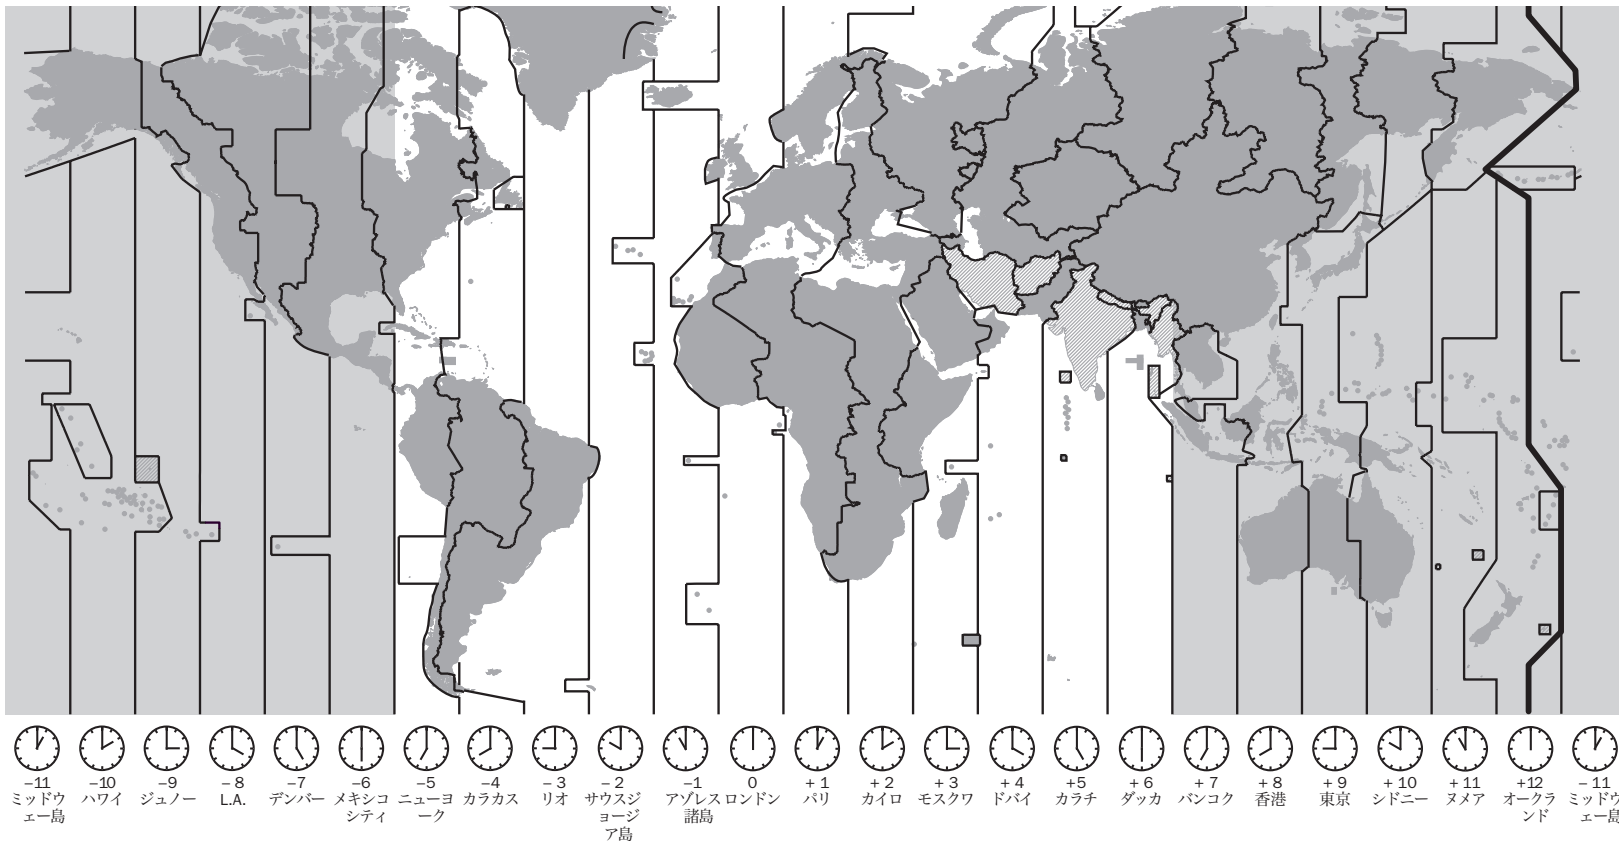 −11 −10 −9 −8 −7 −6 −5 −4 −3 −2 −1 0 +1 +2 +3 +4 +5 +6 +7 +8 +9 +10 +11 +12 −11
ミッドウ ハワイ ジュノー L.A. デンバー メキシコ ニューヨ カラカス リオ サウスジ アゾレス ロンドン パリ カイロ モスクワ ドバイ カラチ ダッカ バンコク 香港 東京 シドニー ヌメア オークラ ミッドウ
ェー島 シティ ーク ョージ 諸島 ンド ェー島
ア島